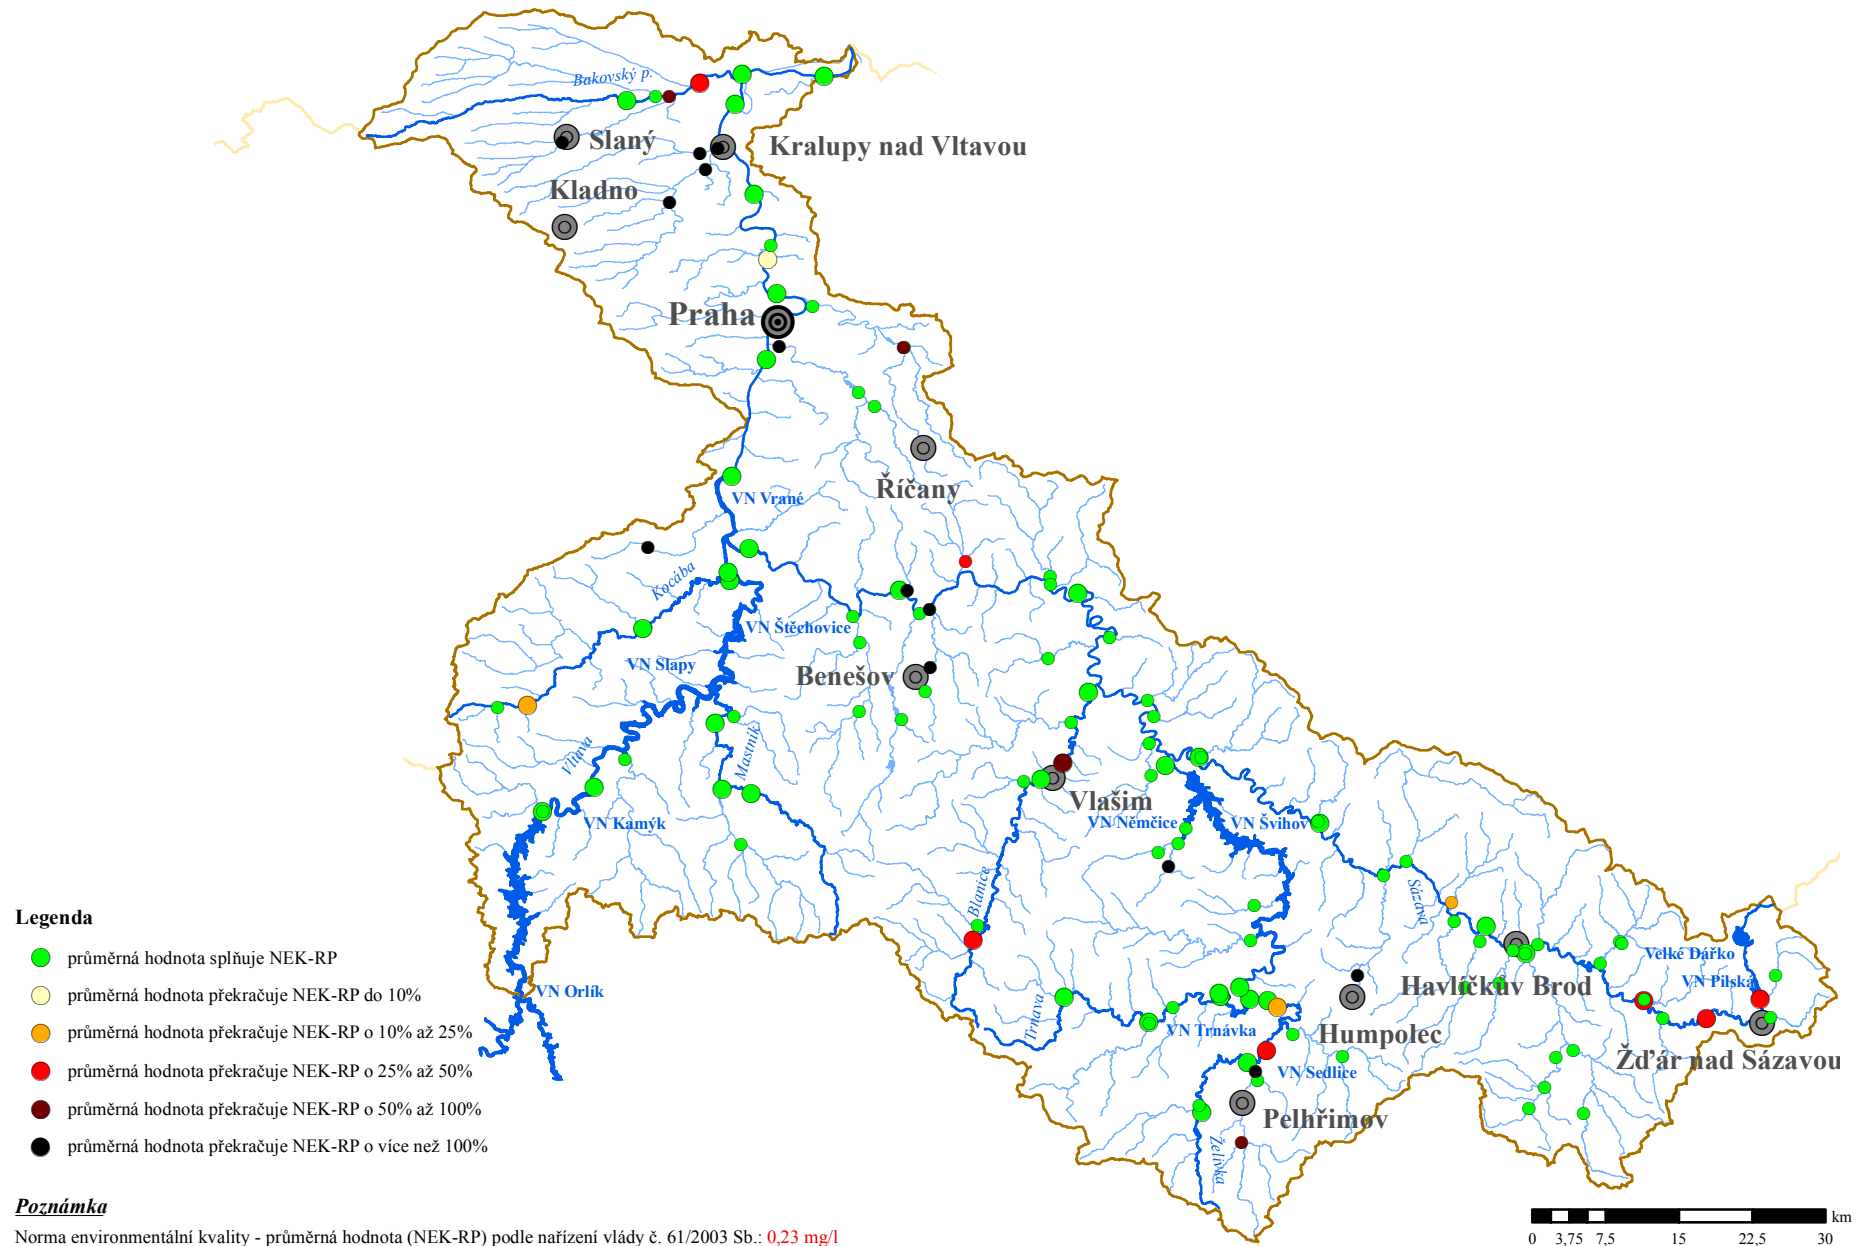 Bakovský p.
Slaný
Kralupy nad Vltavou
Kladno
Praha
Říčany
VN Vrané
Kocába
VN Štěchovice
VN Slapy
Benešov
Vltava
Mastník
VN Kamýk
Vlašim
VN Němčice
VN Švihov
Blanice
Sázava
Velké Dářko
VN Pilská
Havlíčkův Brod
VN Orlík
Trnava
VN Trnávka
Humpolec
Žďár nad Sázavou
VN Sedlice
Pelhřimov
Želivka
Legenda
průměrná hodnota splňuje NEK-RP
průměrná hodnota překračuje NEK-RP do 10%
průměrná hodnota překračuje NEK-RP o 10% až 25%
průměrná hodnota překračuje NEK-RP o 25% až 50%
průměrná hodnota překračuje NEK-RP o 50% až 100%
průměrná hodnota překračuje NEK-RP o více než 100%
Poznámka
Norma environmentální kvality - průměrná hodnota (NEK-RP) podle nařízení vlády č. 61/2003 Sb.: 0,23 mg/l
km
0 3,75 7,5 15 22,5 30